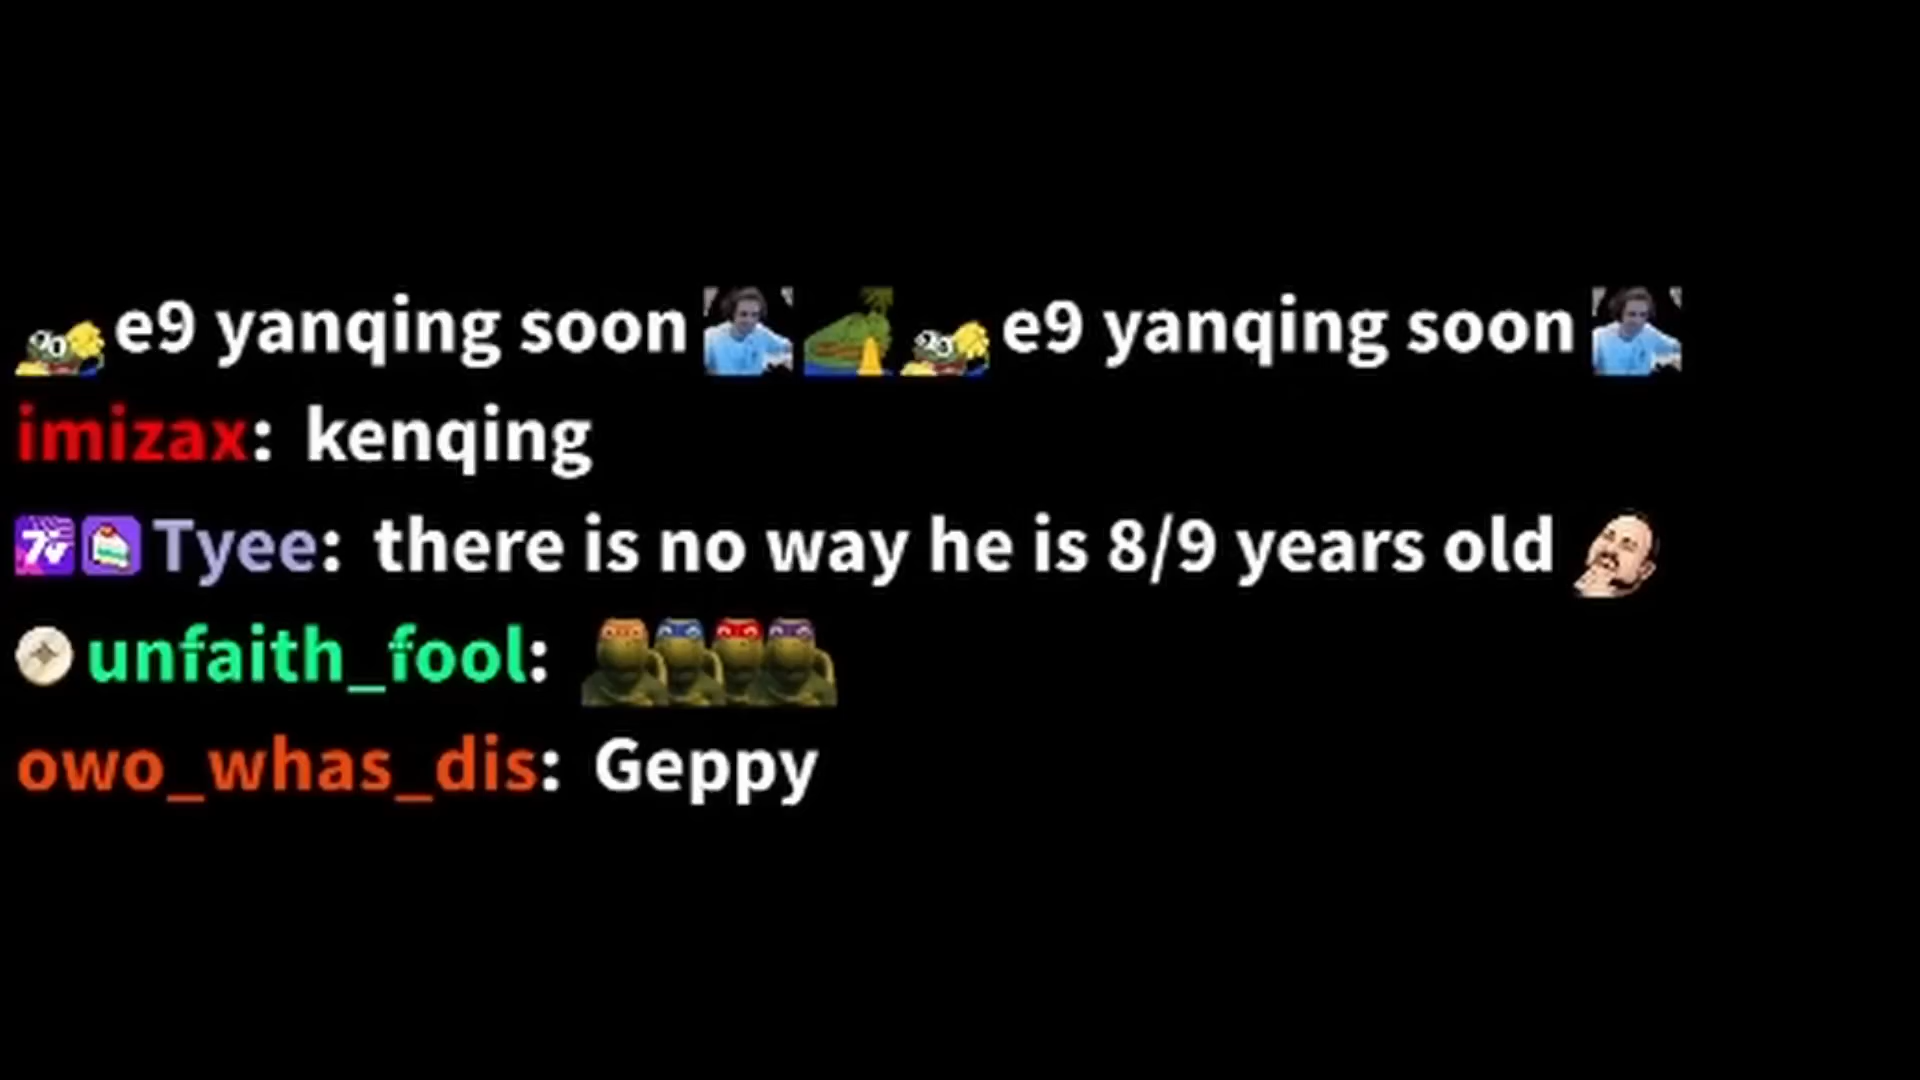 e9 yanqing soon e9 yanqing soon
imizax: kenqing
7v Tyee: there is no way he is 8/9 years old
unfaith_fool:
owo_whas_dis: Geppy